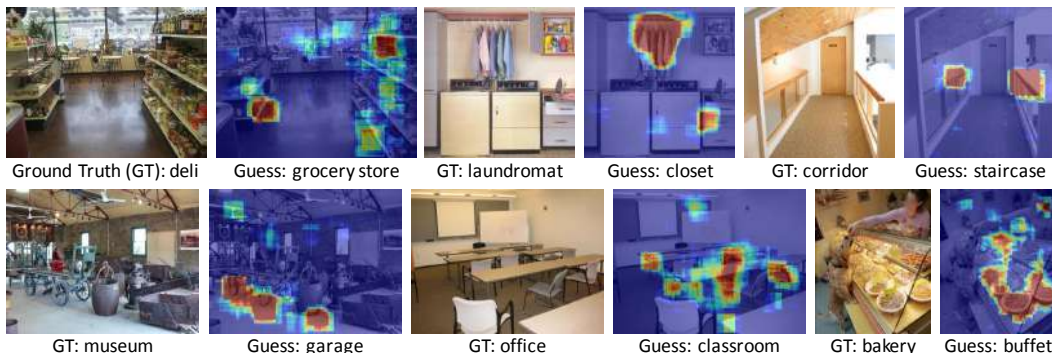 Ground Truth (GT): deli
Guess: grocery store
GT: laundromat
Guess: closet
GT: corridor
Guess: staircase
GT: museum
Guess: garage
GT: office
Guess: classroom
GT: bakery
Guess: buffet